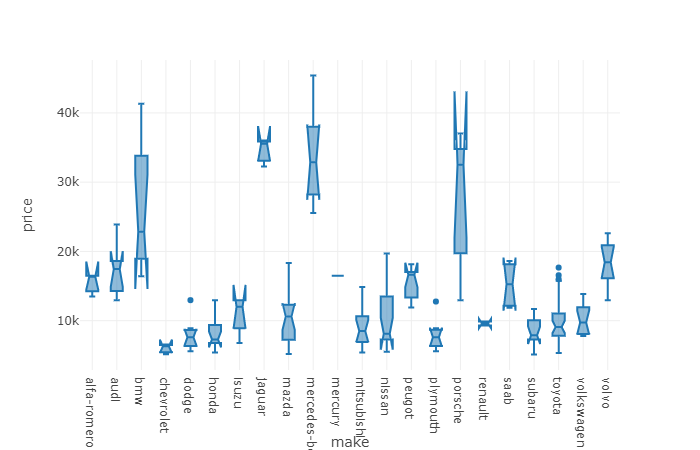 price
40k
30k
20k
10k
alfa-romero
audi
bmw
chevrolet
dodge
honda
isuzu
jaguar
mazda
mercedes-b
mercury
mitsubishi
nissan
peugot
plymouth
porsche
renault
saab
subaru
toyota
volkswagen
volvo
make